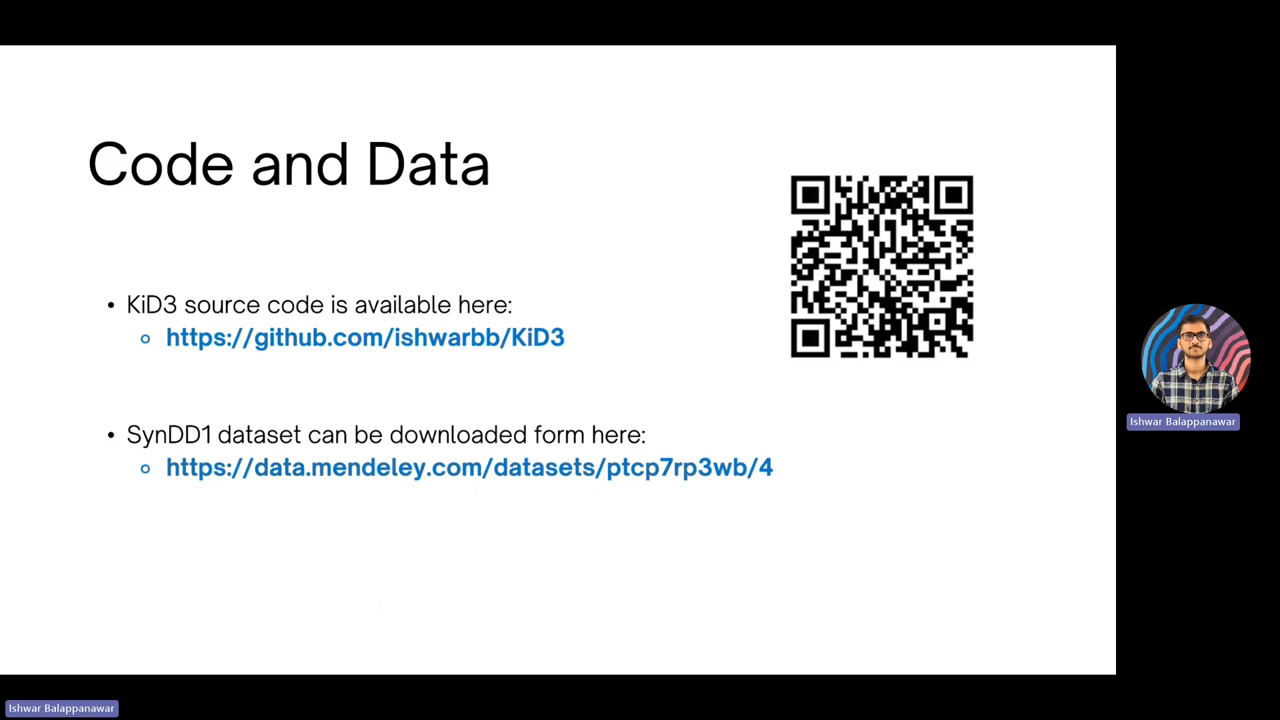 Code and Data
• KiD3 source code is available here:
○ https://github.com/ishwarbb/KiD3
• SynDD1 dataset can be downloaded form here:
○ https://data.mendeley.com/datasets/ptcp7rp3wb/4
Ishwar Balappanawar
Ishwar Balappanawar